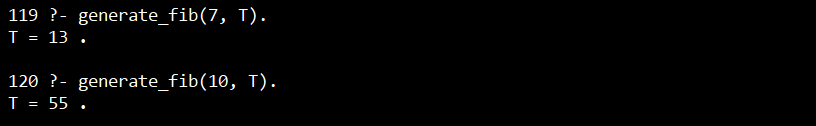 119 ?- generate_fib(7, T).
T = 13 .
120 ?- generate_fib(10, T).
T = 55 .